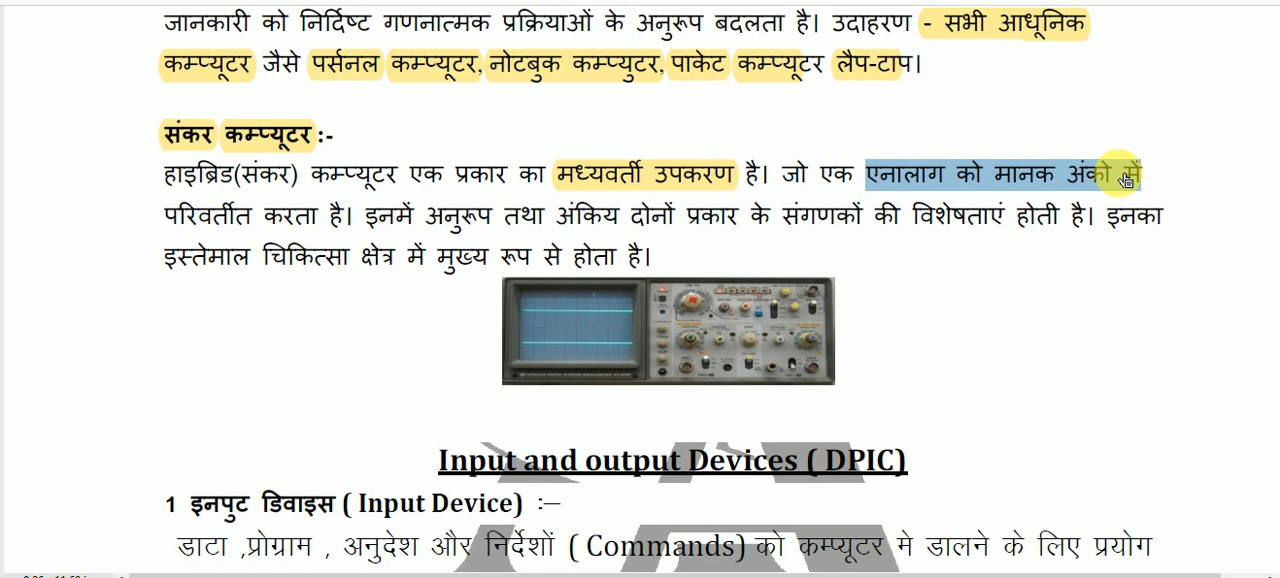 जानकारी को निर्दिष्ट गणनात्मक प्रक्रियाओं के अनुरूप बदलता है। उदाहरण - सभी आधूनिक
कम्प्यूटर जैसे पर्सनल कम्प्यूटर, नोटबुक कम्प्युटर, पाकेट कम्प्यूटर लैप-टाप।
संकर कम्प्यूटर :-
हाइब्रिड(संकर) कम्प्यूटर एक प्रकार का मध्यवर्ती उपकरण है। जो एक एनालाग को मानक अंको में
परिवर्तीत करता है। इनमें अनुरूप तथा अंकिय दोनों प्रकार के संगणकों की विशेषताएं होती है। इनका
इस्तेमाल चिकित्सा क्षेत्र में मुख्य रूप से होता है।
Input and output Devices ( DPIC)
1 इनपुट डिवाइस ( Input Device) :–
डाटा ,प्रोग्राम , अनुदेश और निर्देशों ( Commands) को कम्प्यूटर मे डालने के लिए प्रयोग